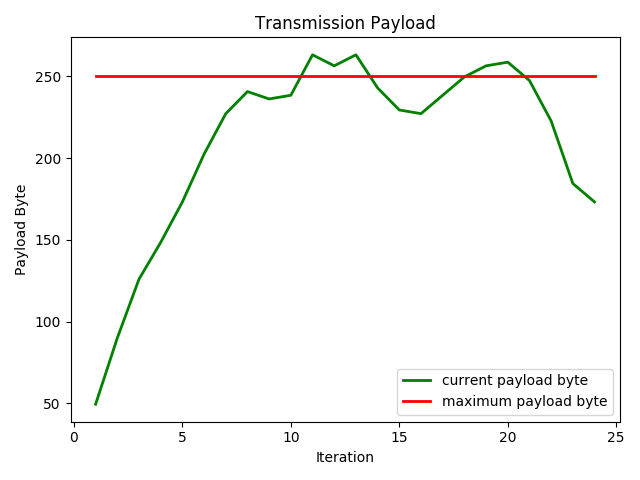 Transmission Payload
250
200
150
100
50
Payload Byte
0
5
10
15
20
25
Iteration
current payload byte
maximum payload byte